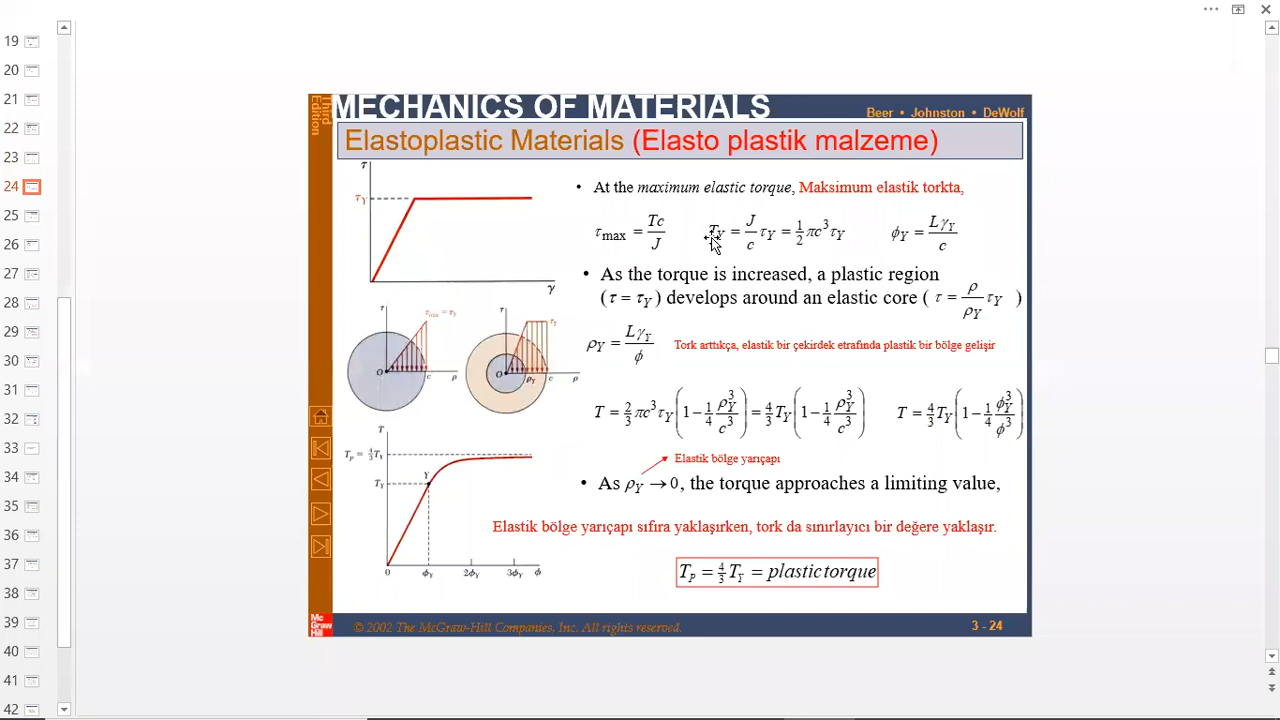 19
20
21
22
23
24
25
26
27
28
29
30
31
32
33
34
35
36
37
38
39
40
41
42
Third Edition
MECHANICS OF MATERIALS
Beer • Johnston • DeWolf
Elastoplastic Materials (Elasto plastik malzeme)
τ
τY
γ
• At the maximum elastic torque, Maksimum elastik torkta,
τmax = Tc/J TY = J/c τY = ½πc³τY ϕY = LγY/c
• As the torque is increased, a plastic region
(τ = τY) develops around an elastic core (τ = ρ/ρY τY)
τ τmax = τY O c ρ
τ τY O ρY c ρ
ρY = LγY/ϕ Tork arttıkça, elastik bir çekirdek etrafinda plastik bir bölge gelişir
T = 2/3 πc³τY (1 − 1/4 ρY³/c³) = 4/3 TY (1 − 1/4 ρY³/c³) T = 4/3 TY (1 − 1/4 ϕY³/ϕ³)
T
Tp = 4/3 TY
Y
TY
0 ϕY 2ϕY 3ϕY ϕ
Elastik bölge yarıçapı
• As ρY → 0, the torque approaches a limiting value,
Elastik bölge yarıçapı sıfıra yaklaşırken, tork da sınırlayıcı bir değere yaklaşır.
TP = 4/3 TY = plastic torque
Mc Graw Hill
© 2002 The McGraw-Hill Companies, Inc. All rights reserved.
3 - 24